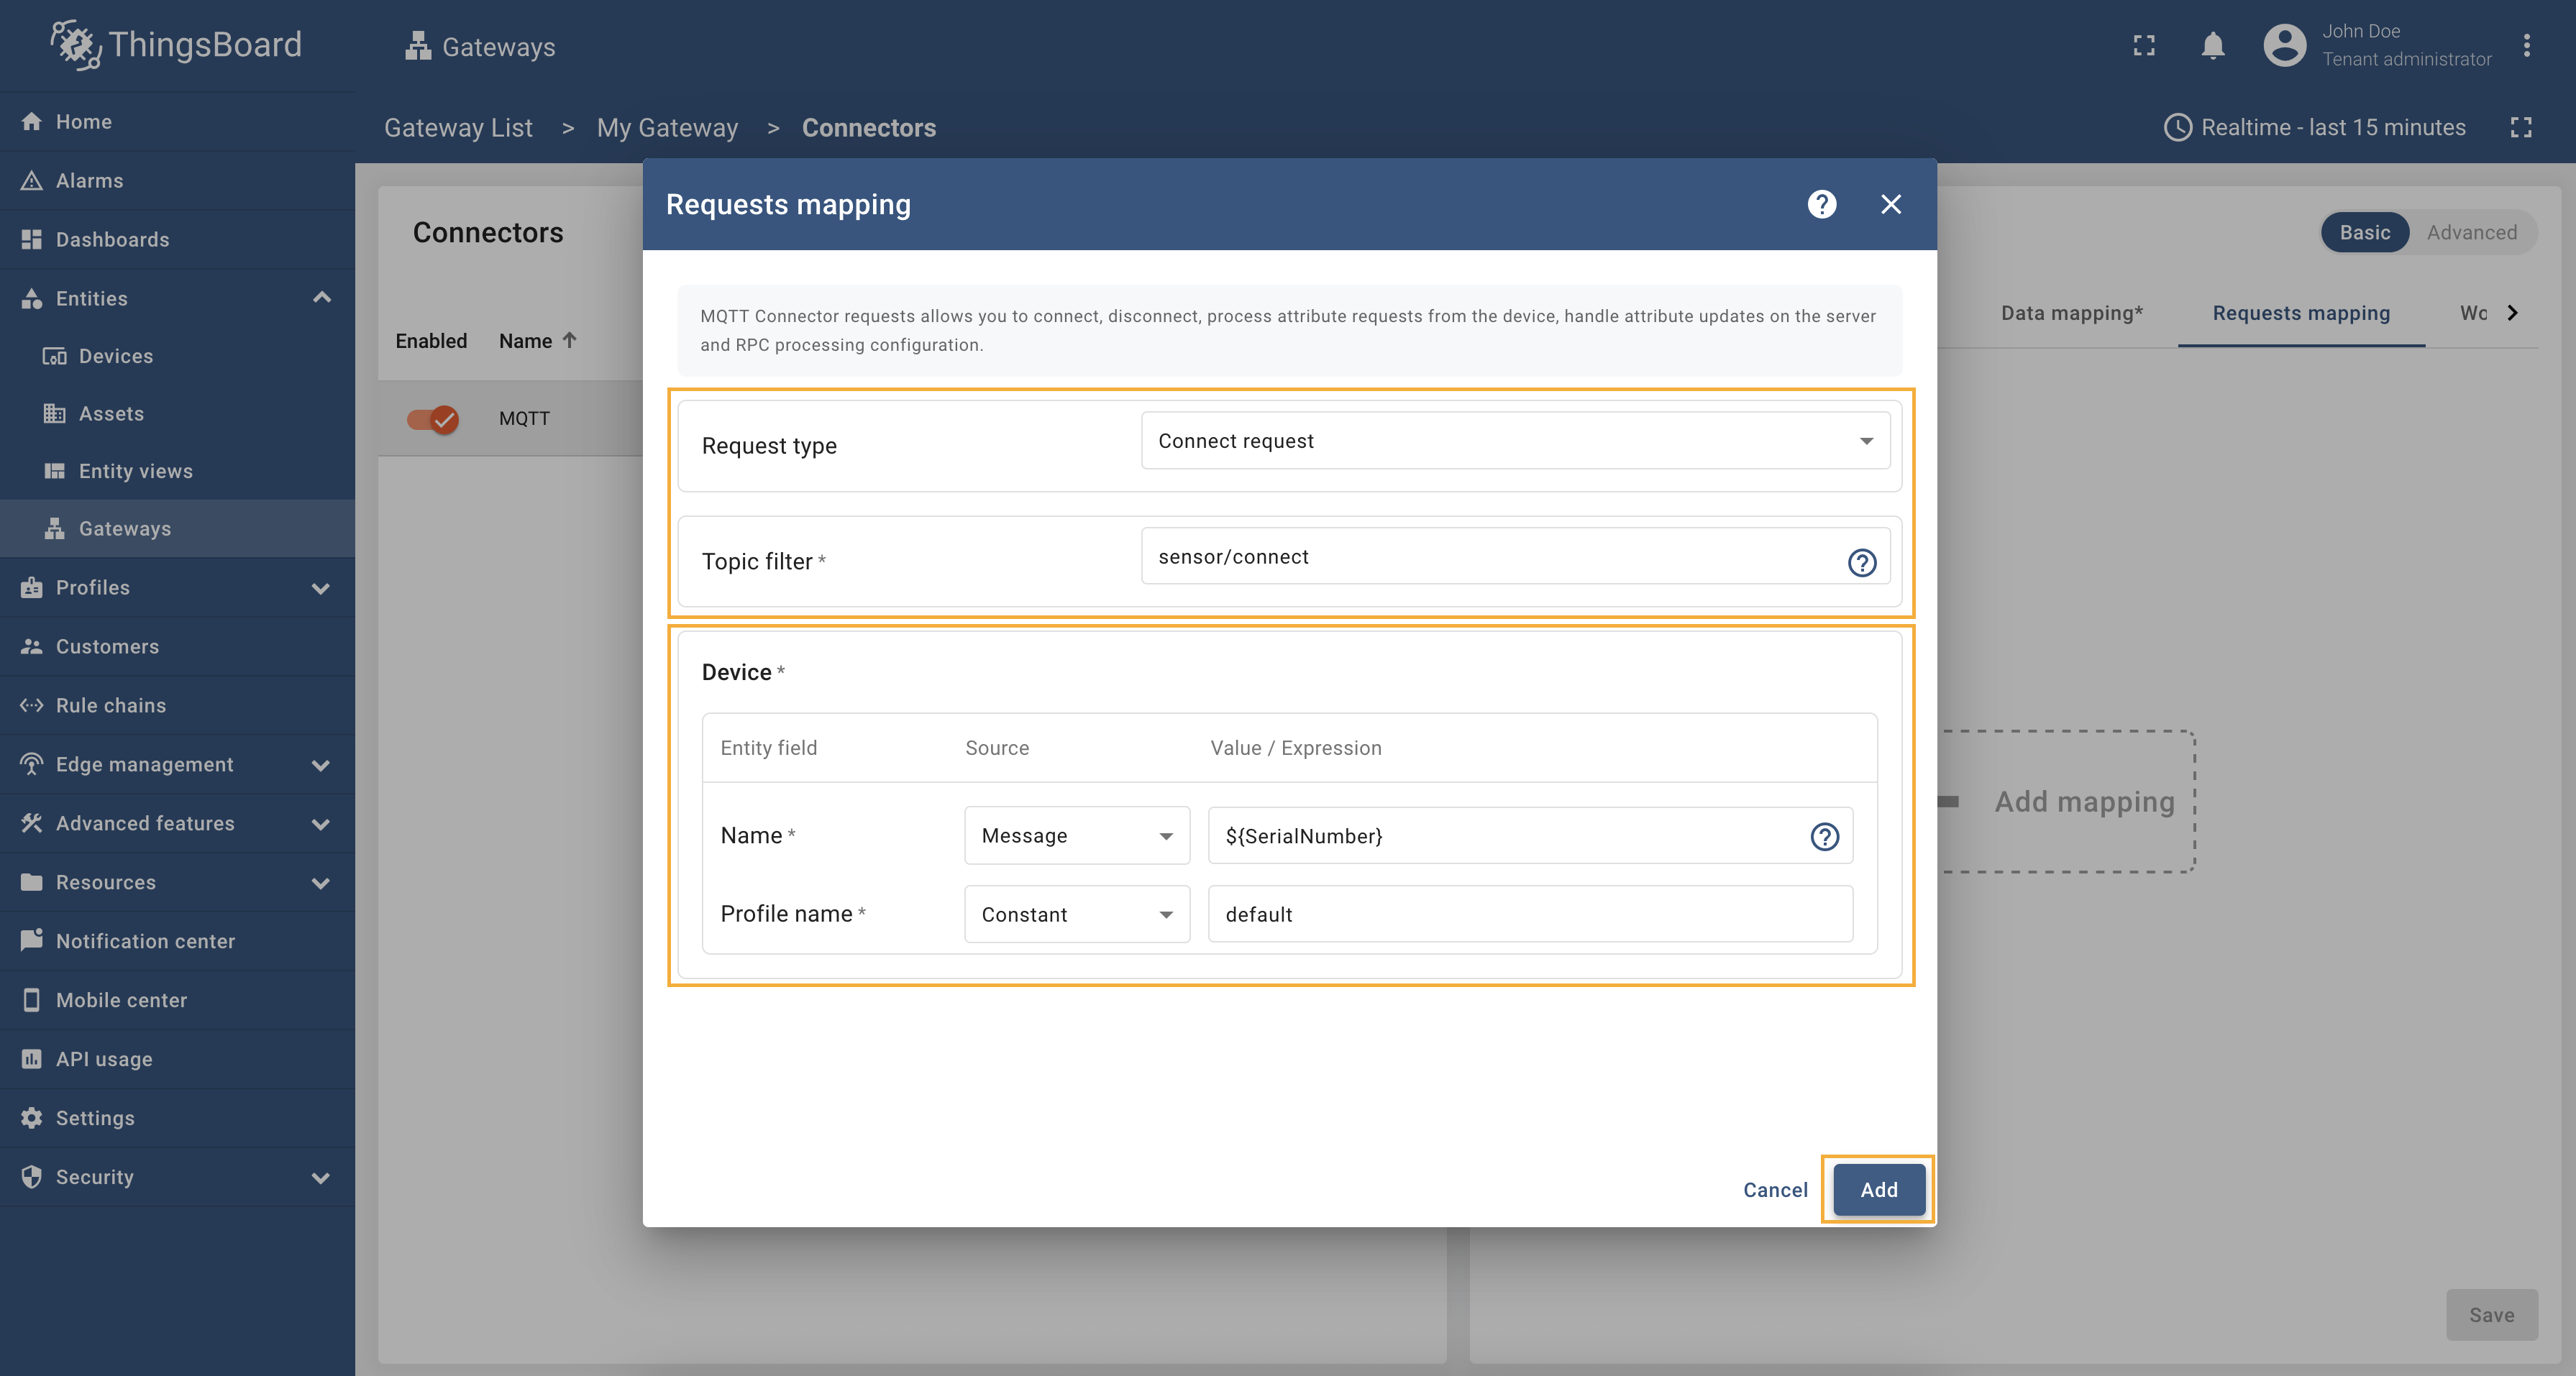 ThingsBoard
Gateways
John Doe
Tenant administrator
Gateway List > My Gateway > Connectors
Realtime - last 15 minutes
Home
Alarms
Dashboards
Entities
Devices
Assets
Entity views
Gateways
Profiles
Customers
Rule chains
Edge management
Advanced features
Resources
Notification center
Mobile center
API usage
Settings
Security
Connectors
Enabled Name
MQTT
Requests mapping
MQTT Connector requests allows you to connect, disconnect, process attribute requests from the device, handle attribute updates on the server
and RPC processing configuration.
Request type Connect request
Topic filter * sensor/connect
Device *
Entity field Source Value / Expression
Name * Message ${SerialNumber}
Profile name * Constant default
Cancel Add
Basic Advanced
Data mapping* Requests mapping Wo
Add mapping
Save